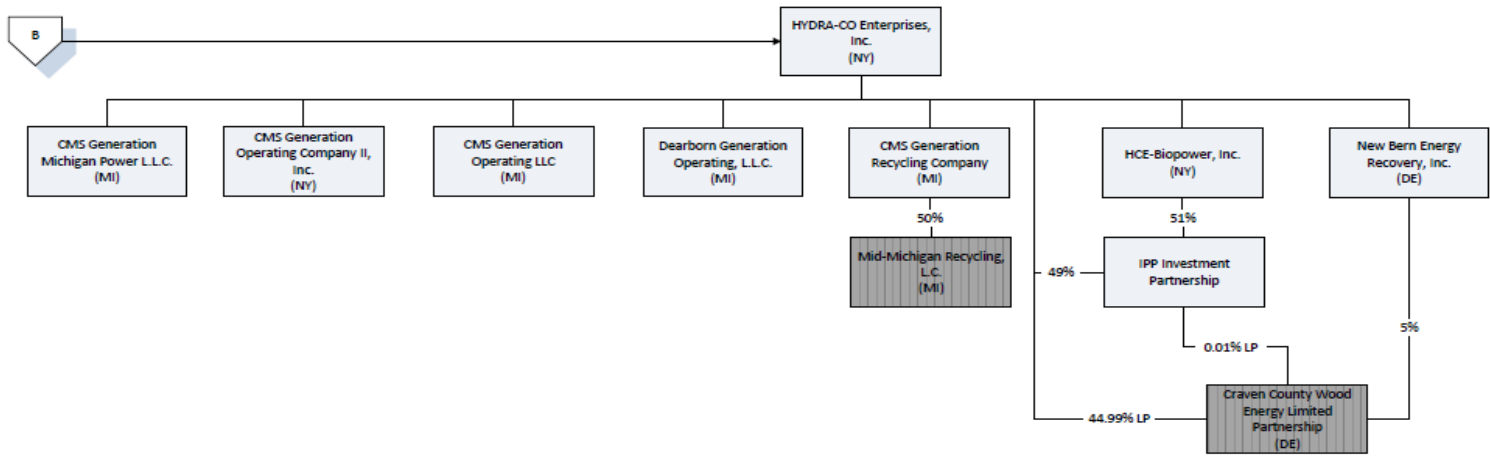 B
HYDRA-CO Enterprises,
Inc.
(NY)
CMS Generation
Michigan Power L.L.C.
(MI)
CMS Generation
Operating Company II,
Inc.
(NY)
CMS Generation
Operating LLC
(MI)
Dearborn Generation
Operating, L.L.C.
(MI)
CMS Generation
Recycling Company
(MI)
HCE-Biopower, Inc.
(NY)
New Bern Energy
Recovery, Inc.
(DE)
50%
51%
Mid-Michigan Recycling,
L.C.
(MI)
49%
IPP Investment
Partnership
5%
0.01% LP
44.99% LP
Craven County Wood
Energy Limited
Partnership
(DE)